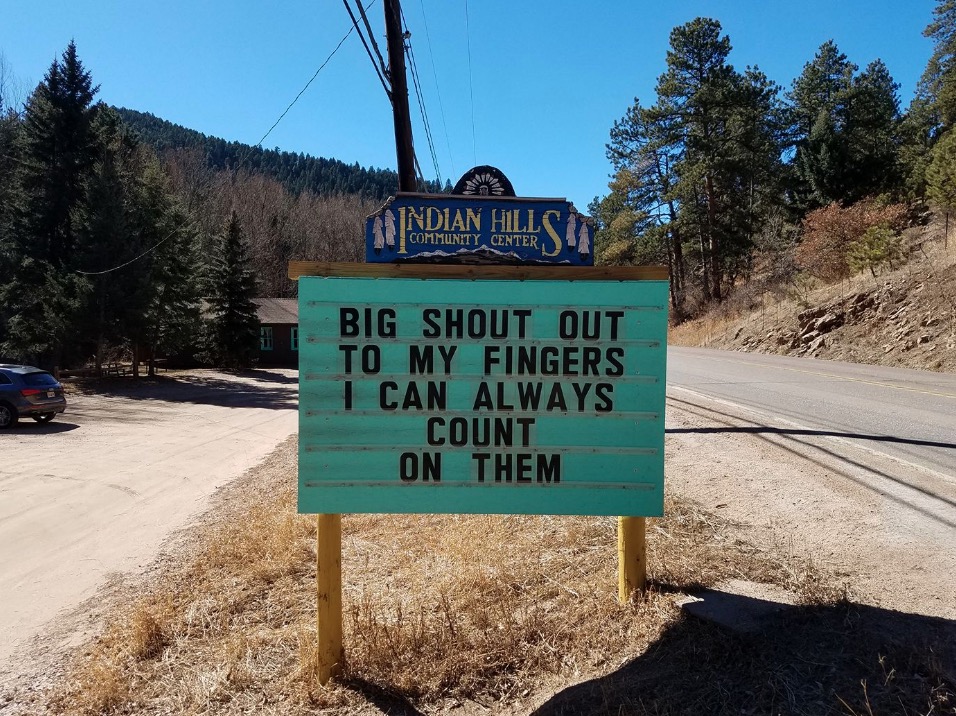 INDIAN HILLS
COMMUNITY CENTER
BIG SHOUT OUT
TO MY FINGERS
I CAN ALWAYS
COUNT
ON THEM